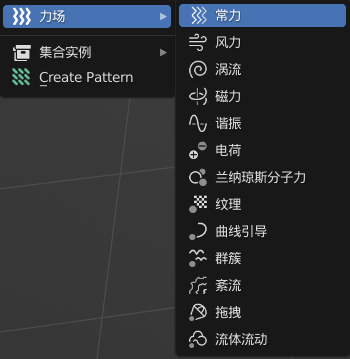 力场
集合实例
Create Pattern
常力
风力
涡流
磁力
谐振
电荷
兰纳琼斯分子力
纹理
曲线引导
群簇
紊流
拖拽
流体流动